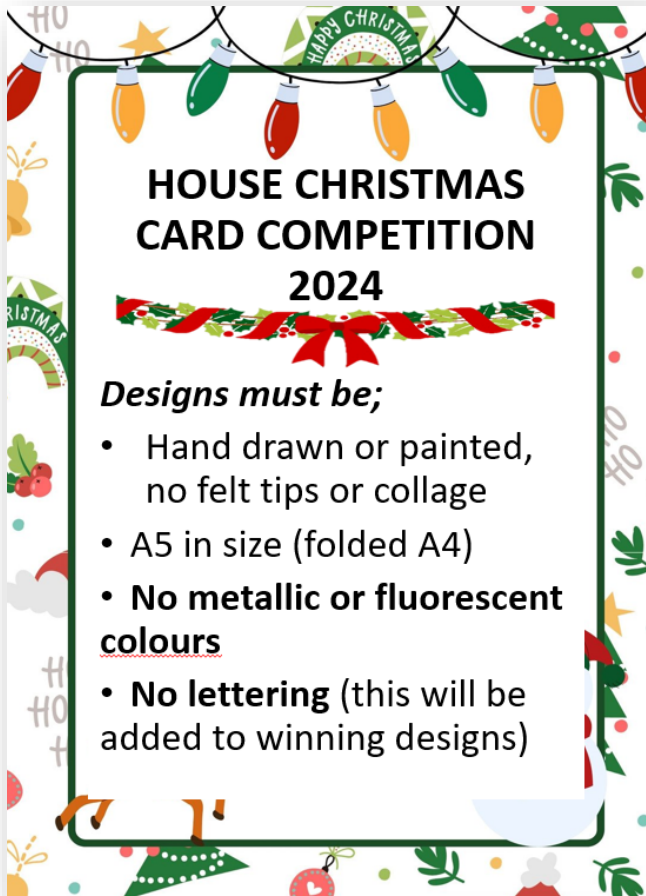 HO
HO
HAPPY CHRISTMAS
HOUSE CHRISTMAS
CARD COMPETITION
2024
RISTMAS
Designs must be;
• Hand drawn or painted,
no felt tips or collage
HO
HO
• A5 in size (folded A4)
• No metallic or fluorescent
colours
• No lettering (this will be
added to winning designs)
H
HO
H